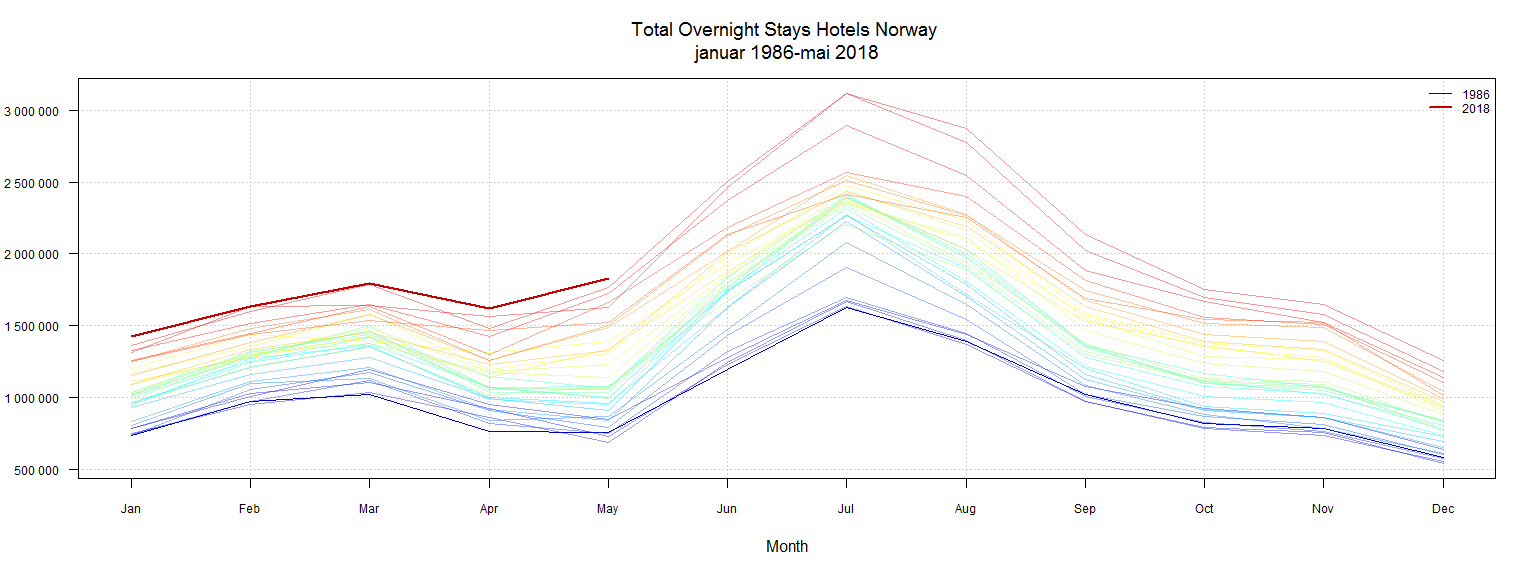 Total Overnight Stays Hotels Norway
januar 1986-mai 2018
1986
2018
3 000 000
2 500 000
2 000 000
1 500 000
1 000 000
500 000
Jan Feb Mar Apr May Jun Jul Aug Sep Oct Nov Dec
Month